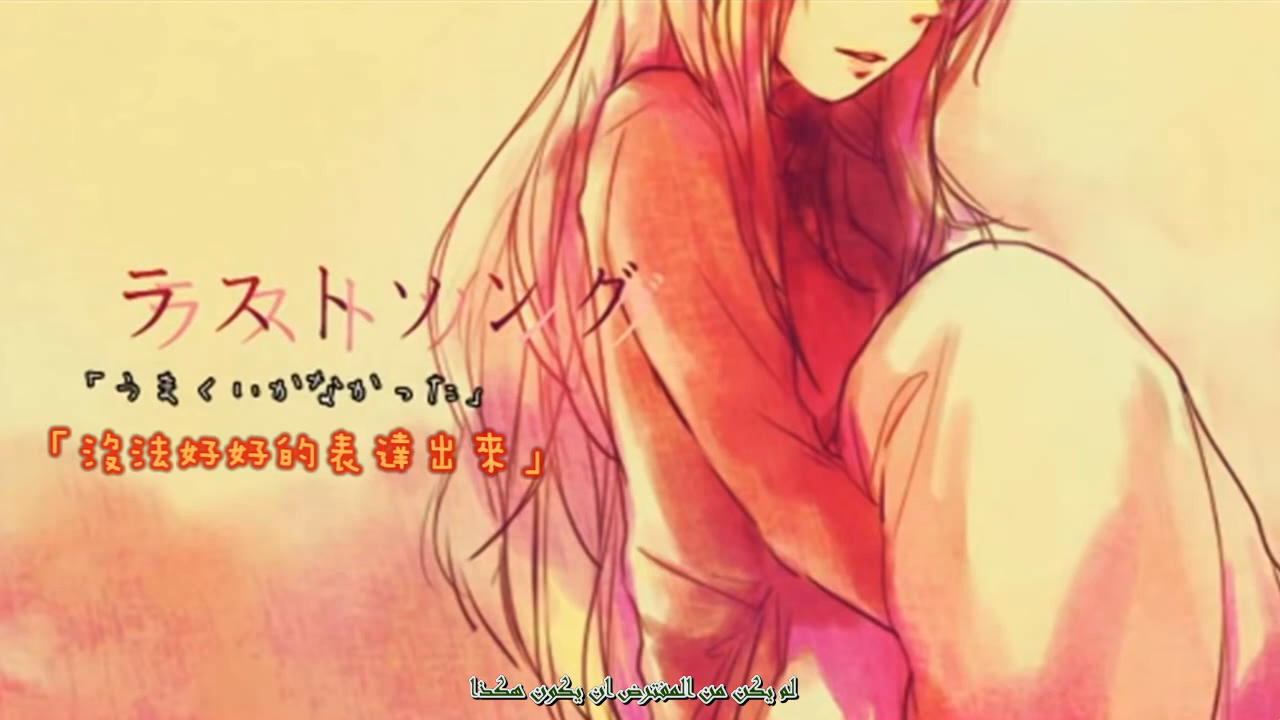 ラストソング
「うまくいかなかった」
「沒法好好的表達出來」
لو يكن من المفترض ان يكون هكذا